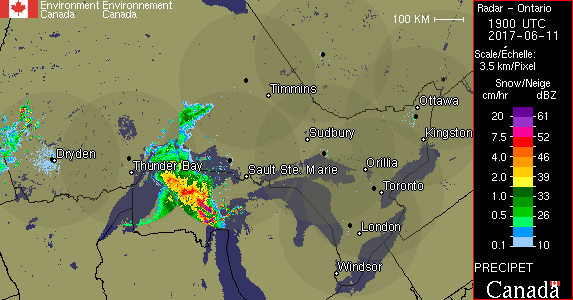 Environment Environnement
Canada Canada
100 KM
Timmins
Ottawa
Sudbury
Kingston
Dryden
Thunder Bay
Sault Ste. Marie
Orillia
Toronto
London
Windsor
Radar - Ontario
1900 UTC
2017-06-11
Scale/Échelle:
3.5 km/Pixel
Snow/Neige
cm/hr dBZ
20 61
7.5 52
4.0 46
2.0 39
1.0 33
0.5 26
0.1 10
PRECIPET
Canada